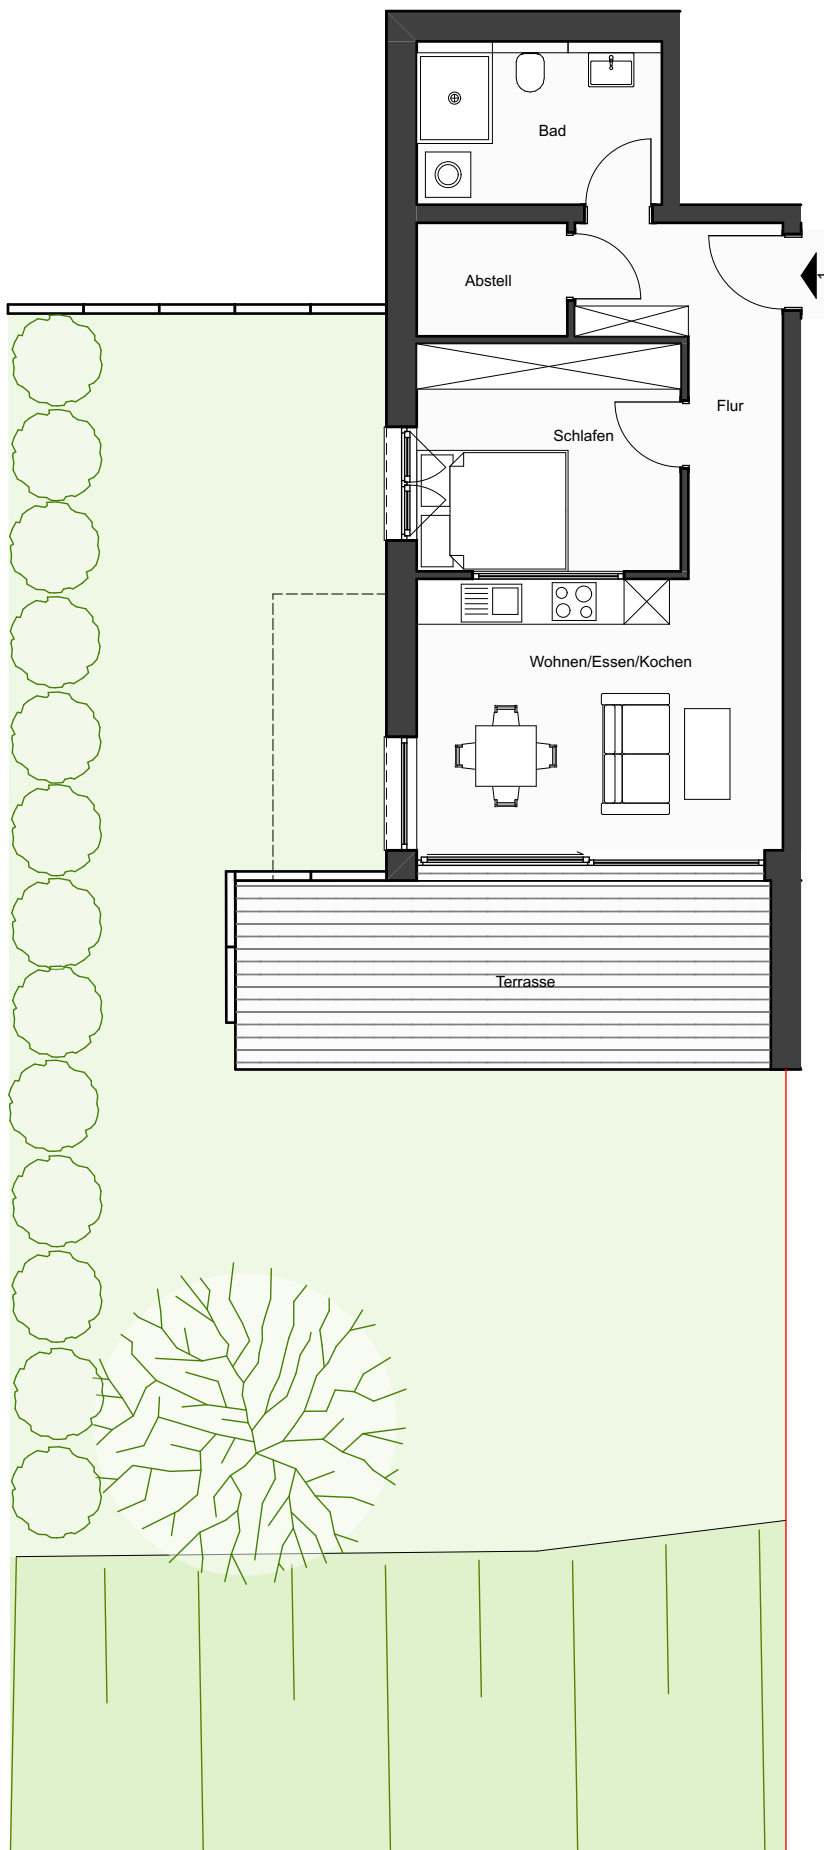 Bad
Abstell
Flur
Schlafen
Wohnen/Essen/Kochen
Terrasse